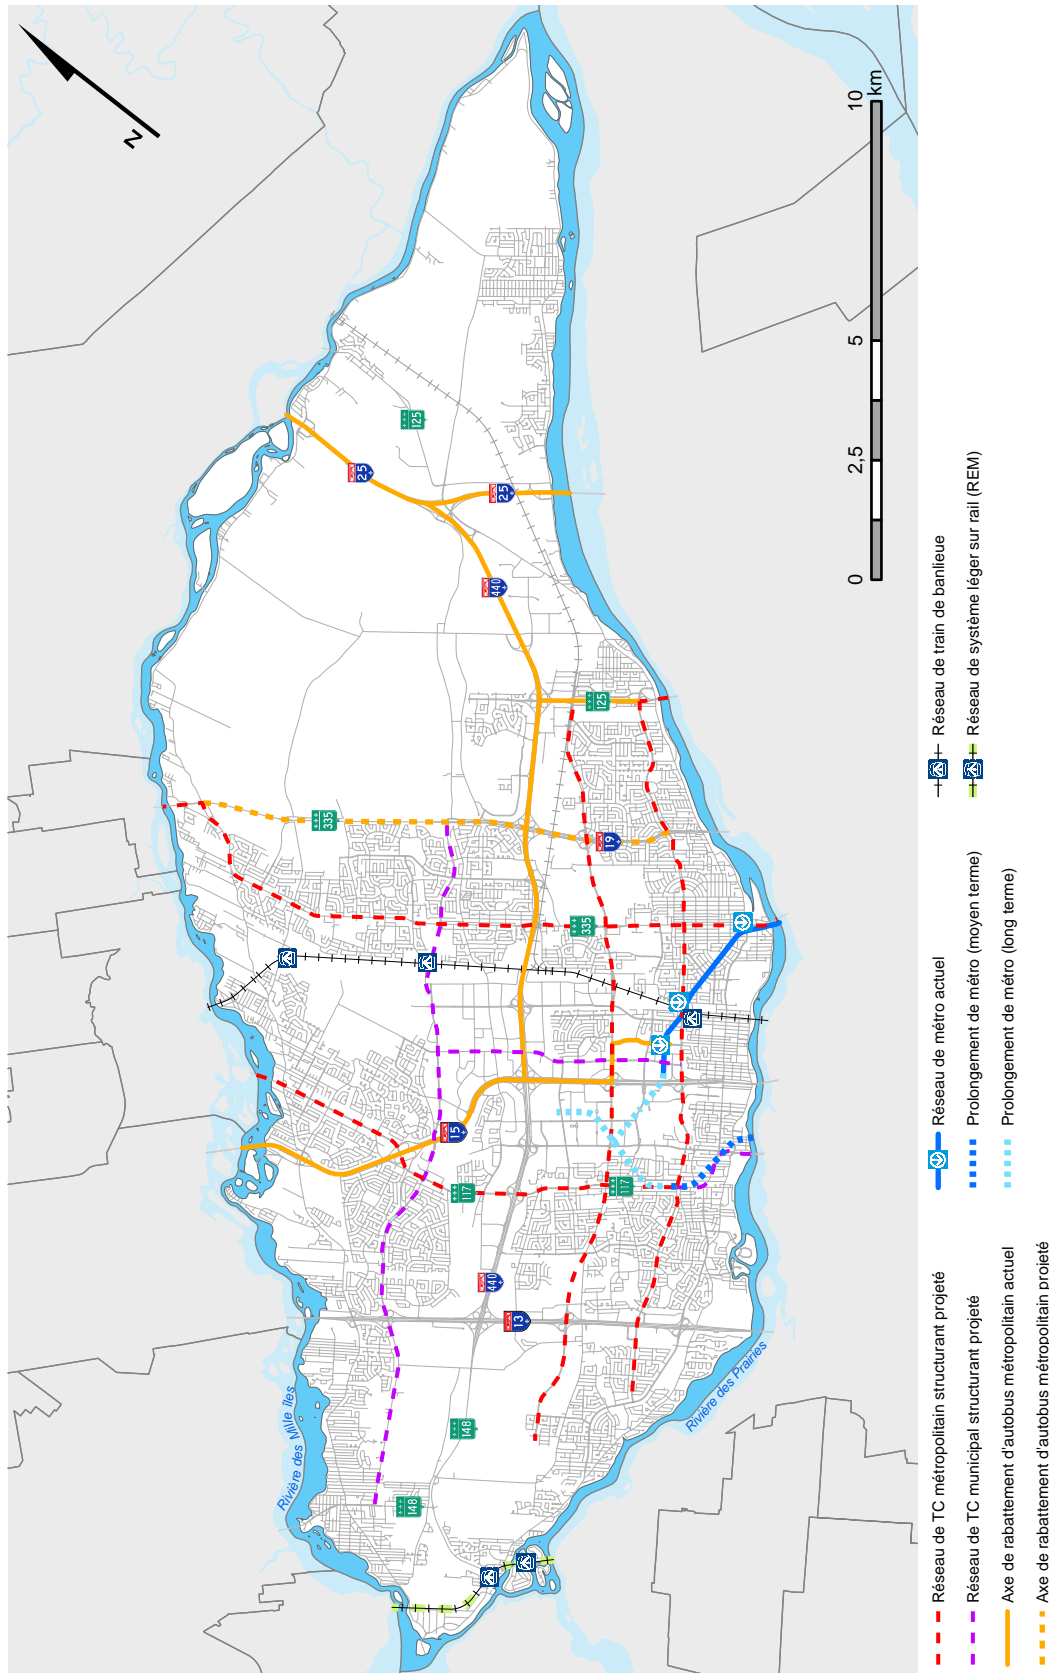 N
125
25
25
440
125
335
19
335
15
117
117
440
13
148
148
Rivière des Mille Îles
Rivière des Prairies
0
2,5
5
10
km
Réseau de TC métropolitain structurant projeté
Réseau de TC municipal structurant projeté
Axe de rabattement d'autobus métropolitain actuel
Axe de rabattement d'autobus métropolitain projeté
Réseau de métro actuel
Prolongement de métro (moyen terme)
Prolongement de métro (long terme)
Réseau de train de banlieue
Réseau de système léger sur rail (REM)